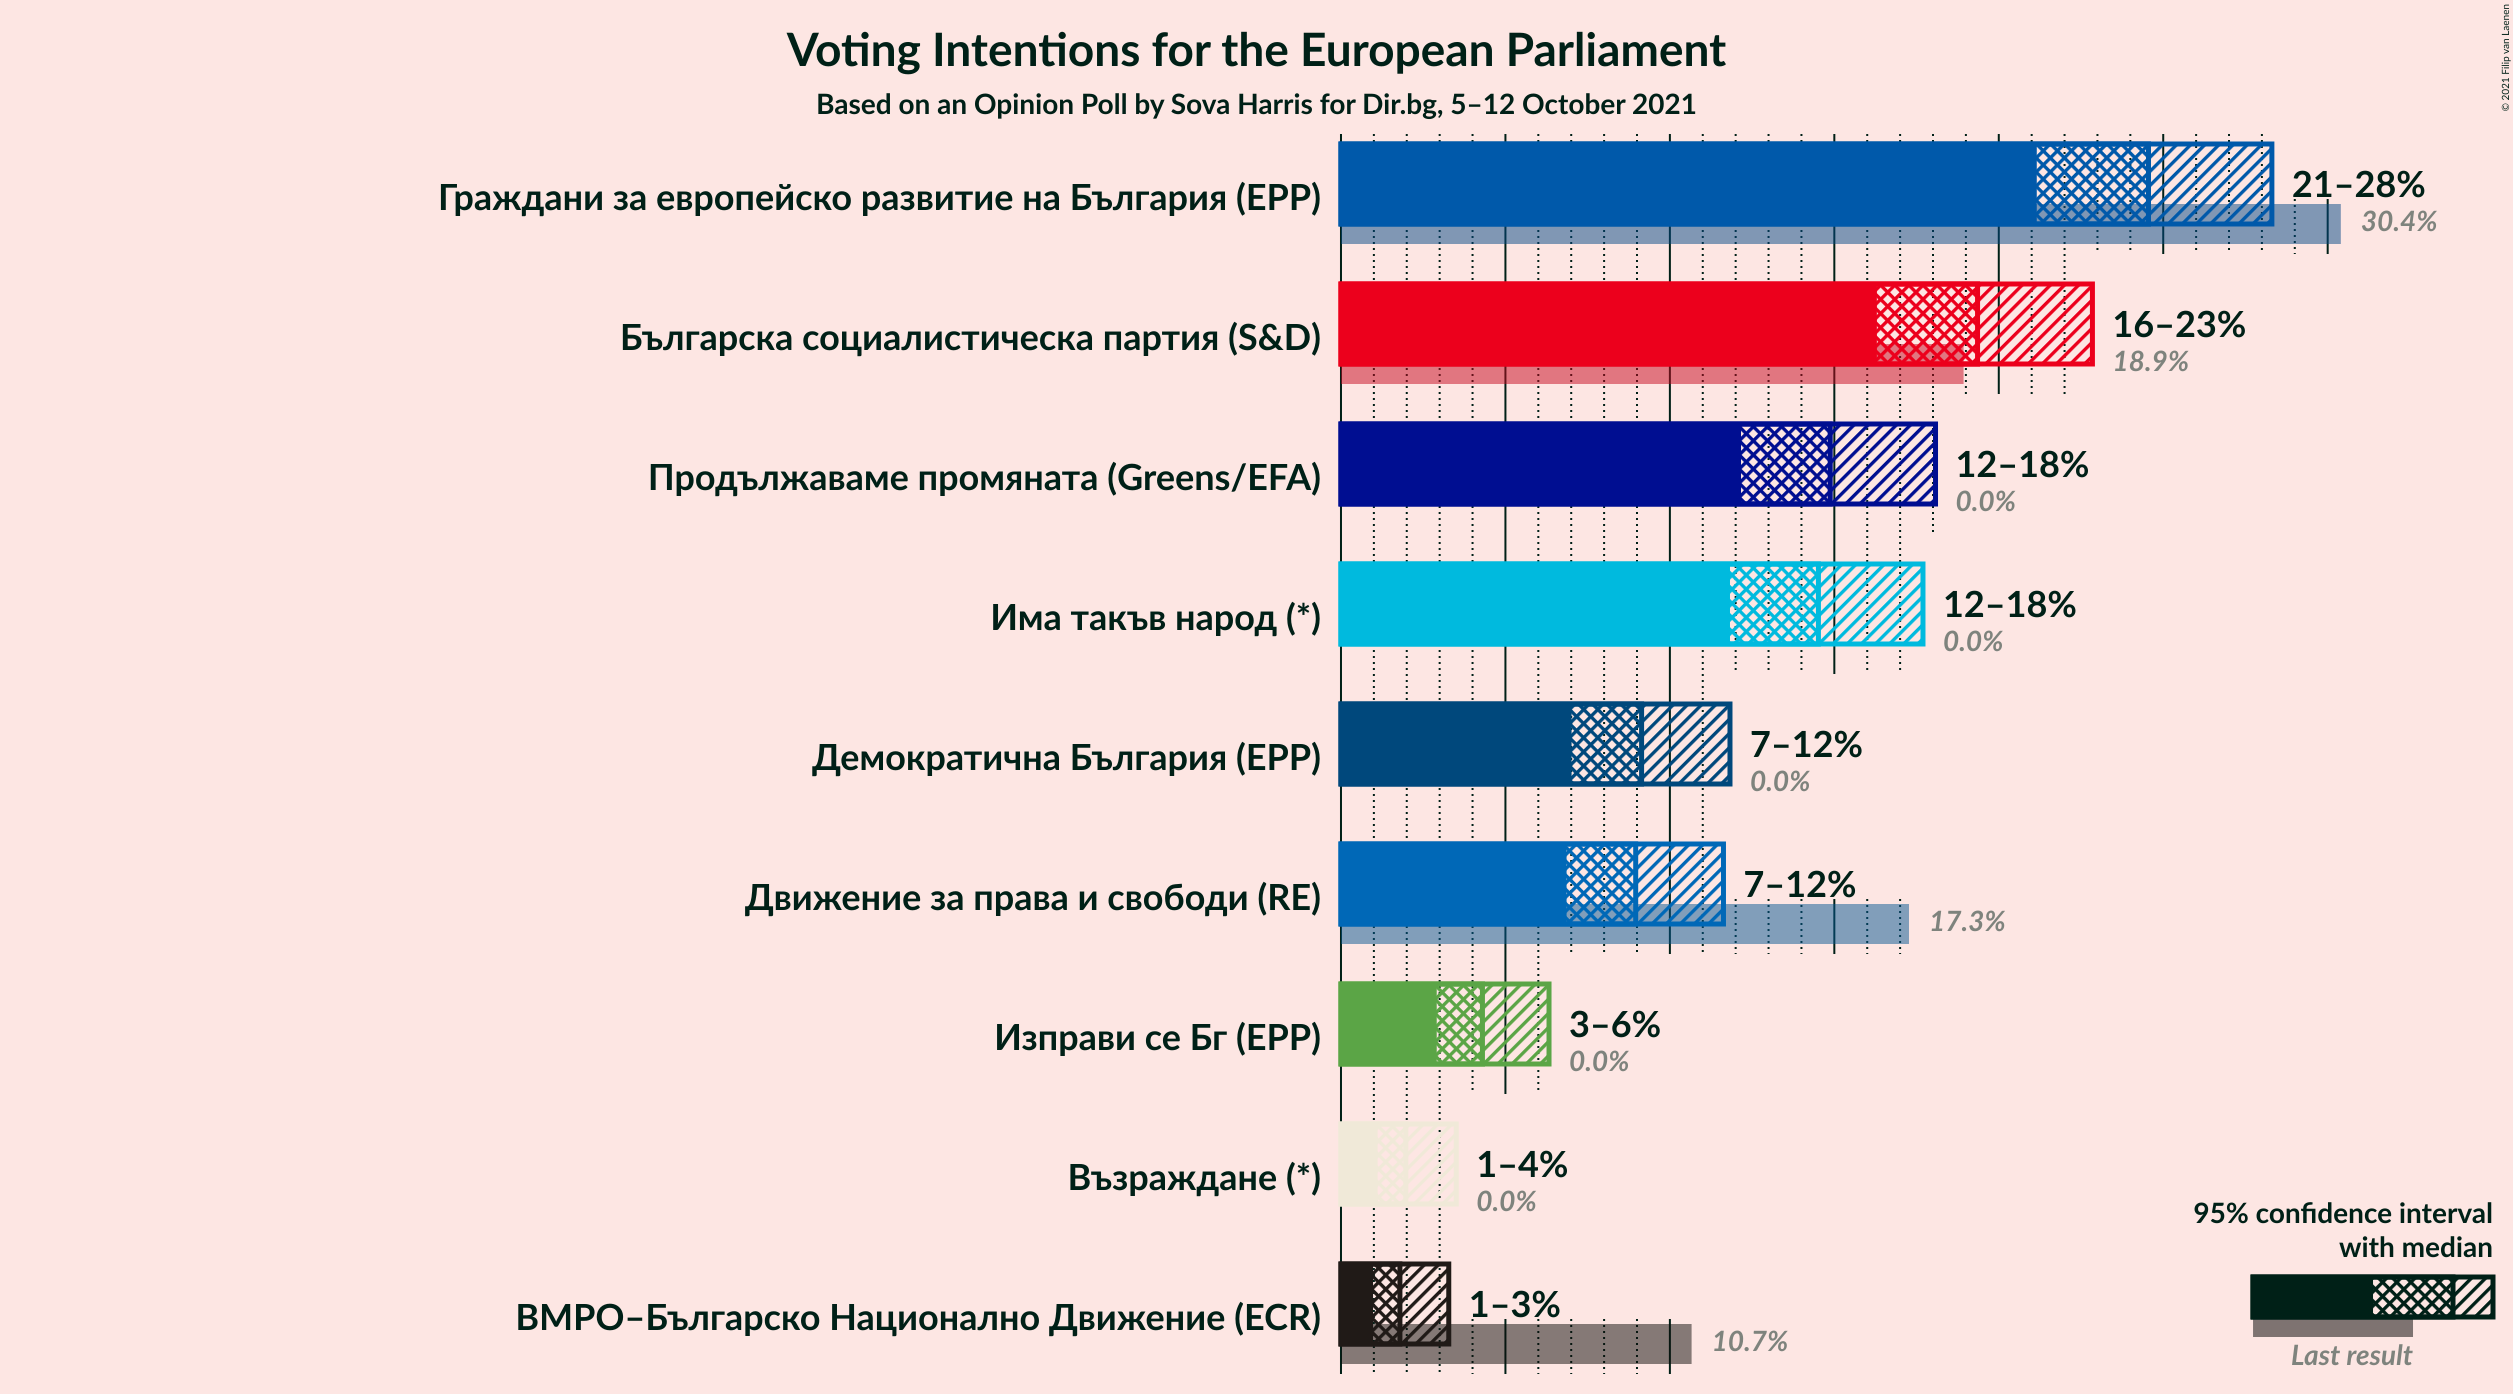 Voting Intentions for the European Parliament
Based on an Opinion Poll by Sova Harris for Dir.bg, 5–12 October 2021
© 2021 Filip van Laenen
Граждани за европейско развитие на България (EPP)
21–28%
30.4%
Българска социалистическа партия (S&D)
16–23%
18.9%
Продължаваме промяната (Greens/EFA)
12–18%
0.0%
Има такъв народ (*)
12–18%
0.0%
Демократична България (EPP)
7–12%
0.0%
Движение за права и свободи (RE)
7–12%
17.3%
Изправи се Бг (EPP)
3–6%
0.0%
Възраждане (*)
1–4%
0.0%
ВМРО–Българско Национално Движение (ECR)
1–3%
10.7%
95% confidence interval
with median
Last result